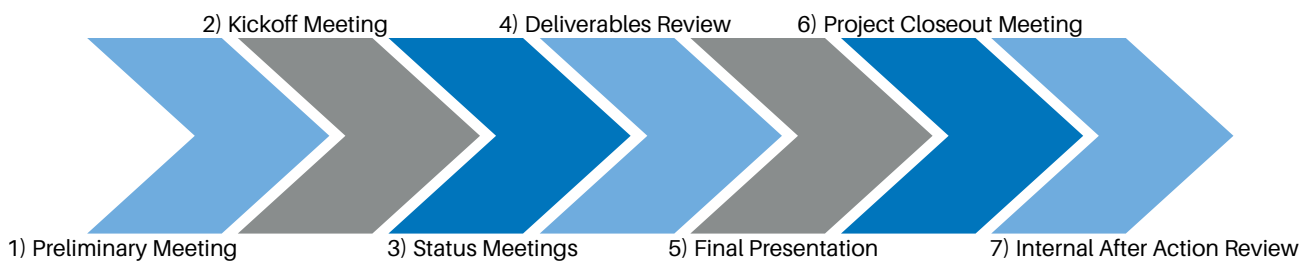 2) Kickoff Meeting
4) Deliverables Review
6) Project Closeout Meeting
1) Preliminary Meeting
3) Status Meetings
5) Final Presentation
7) Internal After Action Review